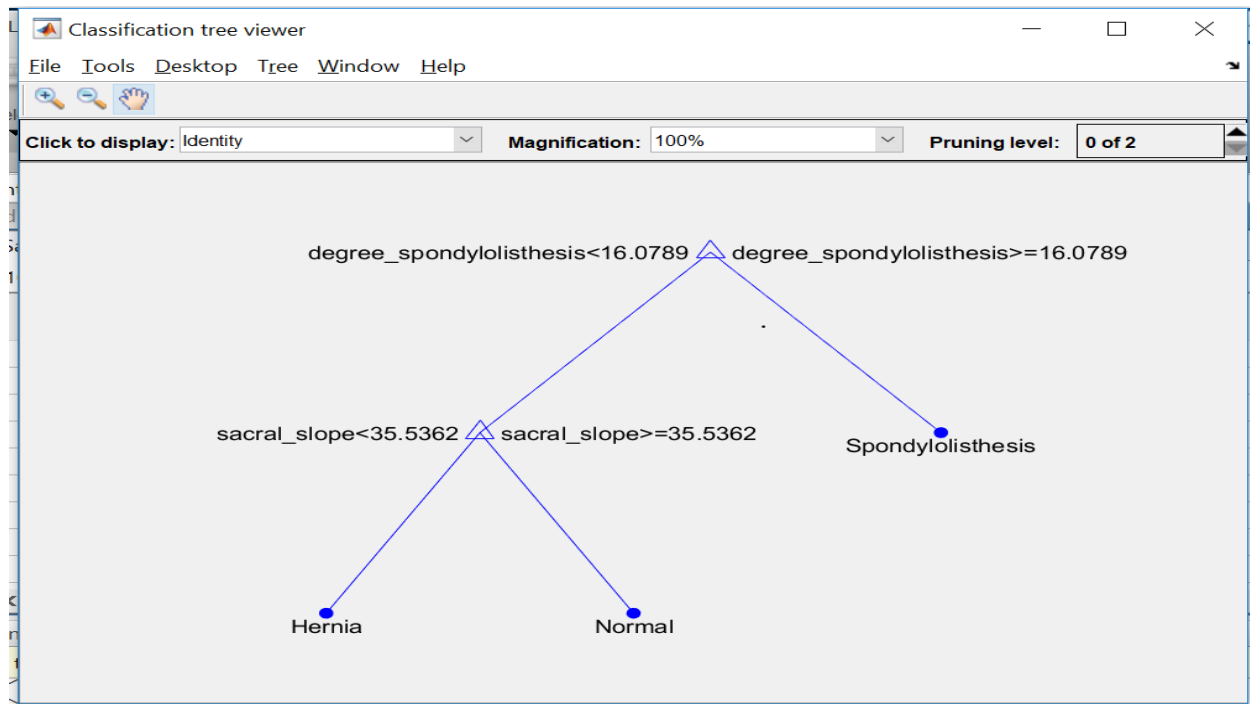 Classification tree viewer
File Tools Desktop Tree Window Help
Click to display: Identity Magnification: 100% Pruning level: 0 of 2
degree_spondylolisthesis<16.0789 degree_spondylolisthesis>=16.0789
sacral_slope<35.5362 sacral_slope>=35.5362
Spondylolisthesis
Hernia Normal